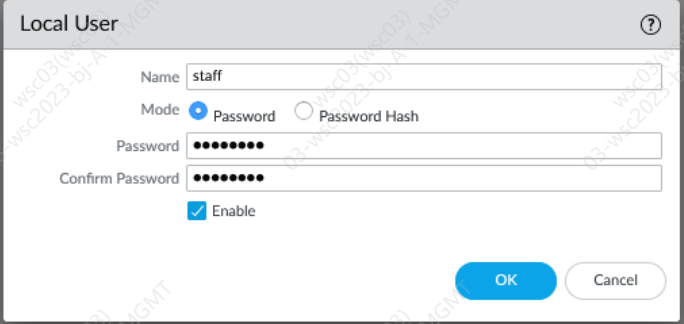 Local User
Name staff
Mode Password Password Hash
Password ••••••••
Confirm Password ••••••••
Enable
OK Cancel
wsc03(wsc03)
03-wsc2023-bj-A-1-MGMT